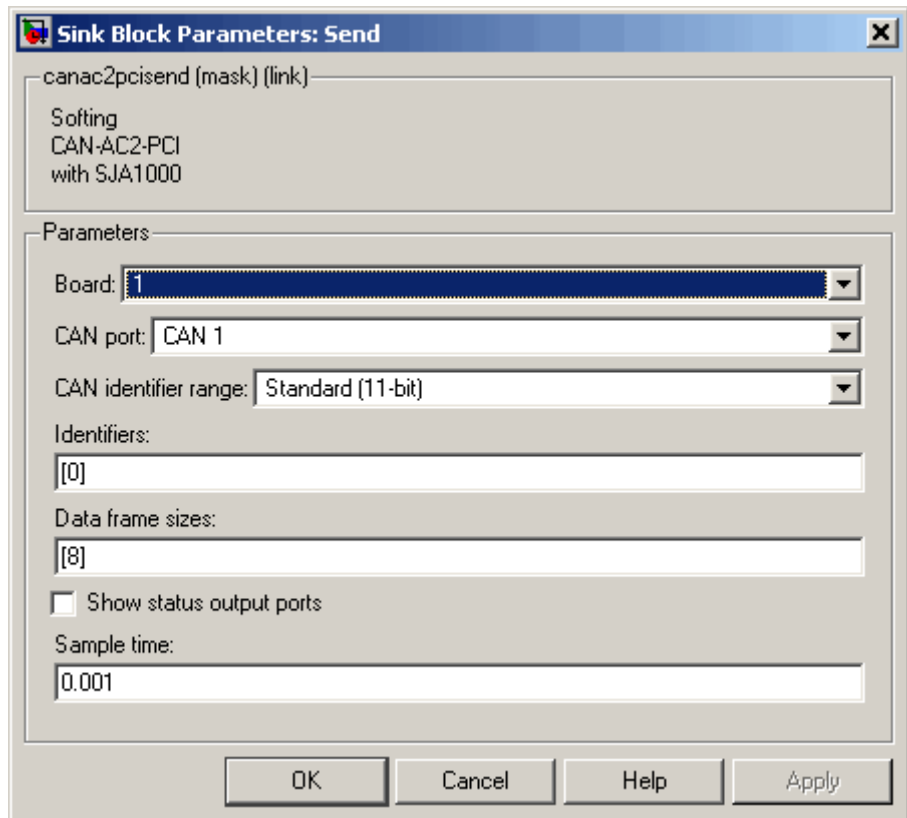 Sink Block Parameters: Send
canac2pcisend (mask) (link)
Softing
CAN-AC2-PCI
with SJA1000
Parameters
Board: 1
CAN port: CAN 1
CAN identifier range: Standard (11-bit)
Identifiers:
[0]
Data frame sizes:
[8]
Show status output ports
Sample time:
0.001
OK Cancel Help Apply